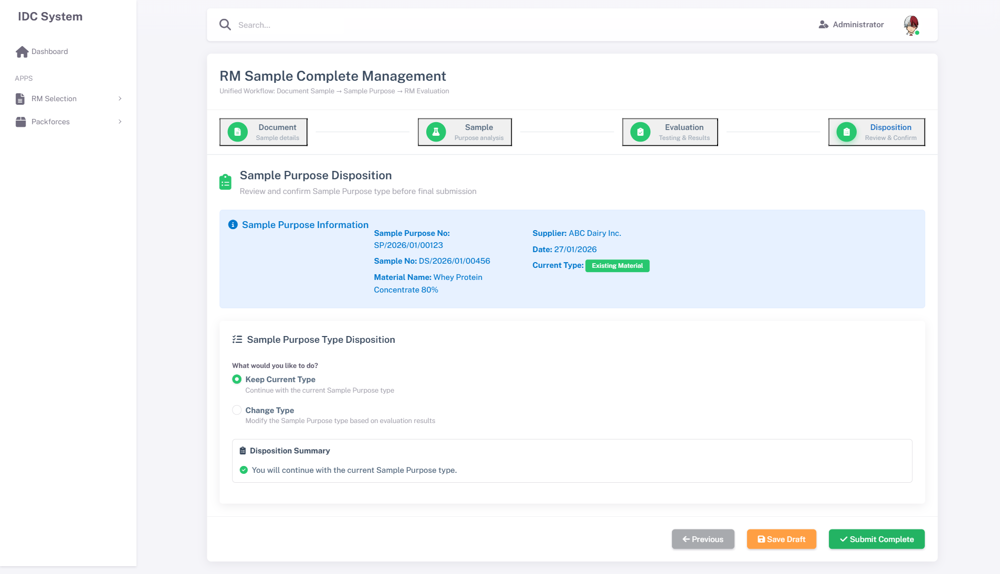 IDC System
Dashboard
APPS
RM Selection
Packforces
Search...
Administrator
RM Sample Complete Management
Unified Workflow: Document Sample → Sample Purpose → RM Evaluation
Document
Sample details
Sample
Purpose analysis
Evaluation
Testing & Results
Disposition
Review & Confirm
Sample Purpose Disposition
Review and confirm Sample Purpose type before final submission
Sample Purpose Information
Sample Purpose No:
SP/2026/01/00123
Sample No: DS/2026/01/00456
Material Name: Whey Protein
Concentrate 80%
Supplier: ABC Dairy Inc.
Date: 27/01/2026
Current Type: Existing Material
Sample Purpose Type Disposition
What would you like to do?
Keep Current Type
Continue with the current Sample Purpose type
Change Type
Modify the Sample Purpose type based on evaluation results
Disposition Summary
You will continue with the current Sample Purpose type.
Previous
Save Draft
Submit Complete